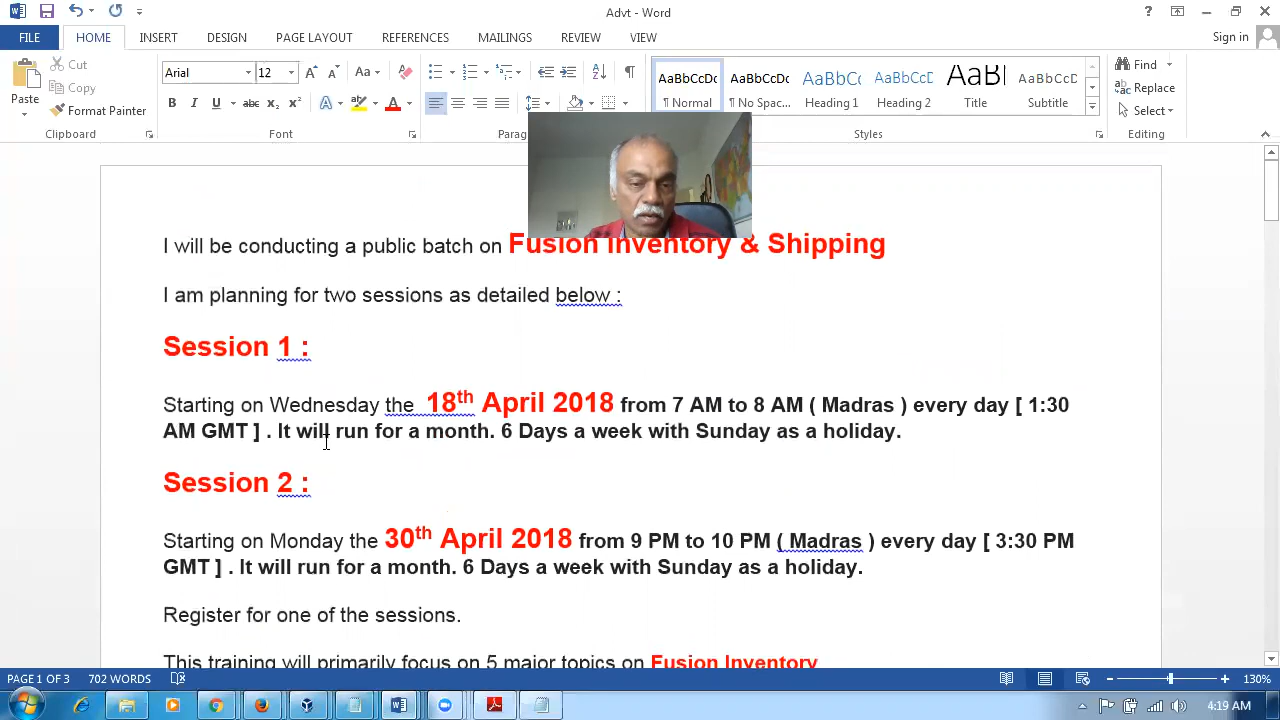 Advt - Word
FILE HOME INSERT DESIGN PAGE LAYOUT REFERENCES MAILINGS REVIEW VIEW Sign in
Cut
Copy
Format Painter
Paste
Clipboard
Arial 12
Font
Paragr
AaBbCcDc AaBbCcDc AaBbCc AaBbCcD AaB AaBbCcD
¶ Normal ¶ No Spac... Heading 1 Heading 2 Title Subtitle
Styles
Find
Replace
Select
Editing
I will be conducting a public batch on Fusion Inventory & Shipping
I am planning for two sessions as detailed below :
Session 1 :
Starting on Wednesday the 18th April 2018 from 7 AM to 8 AM ( Madras ) every day [ 1:30
AM GMT ] . It will run for a month. 6 Days a week with Sunday as a holiday.
Session 2 :
Starting on Monday the 30th April 2018 from 9 PM to 10 PM ( Madras ) every day [ 3:30 PM
GMT ] . It will run for a month. 6 Days a week with Sunday as a holiday.
Register for one of the sessions.
This training will primarily focus on 5 major topics on Fusion Inventory
PAGE 1 OF 3 702 WORDS 130%
4:19 AM